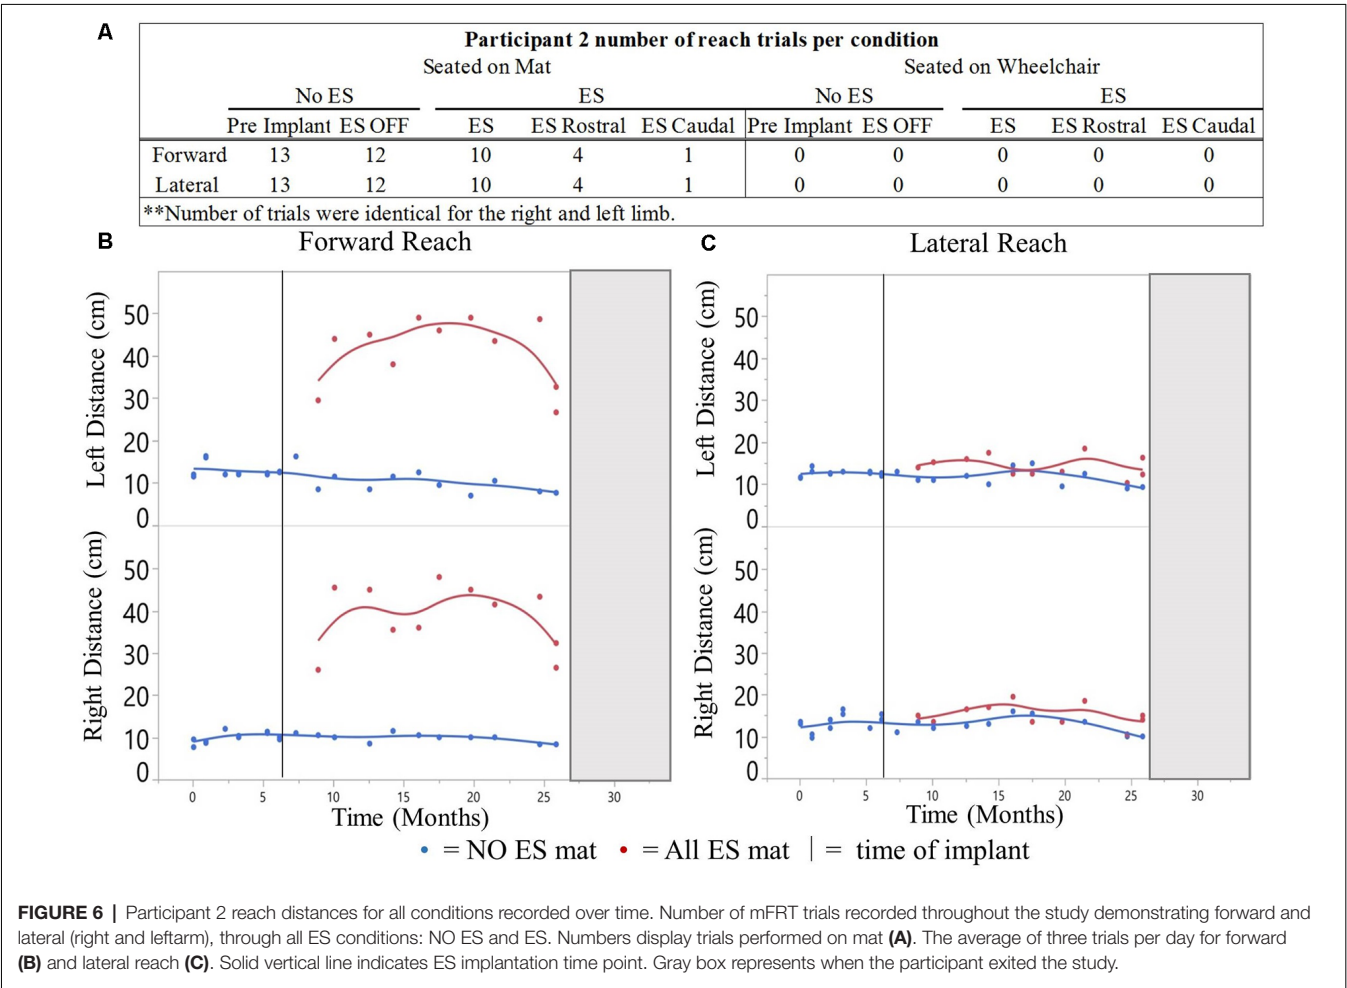 A
Participant 2 number of reach trials per condition
Seated on Mat Seated on Wheelchair
No ES ES No ES ES
Pre Implant ES OFF ES ES Rostral ES Caudal Pre Implant ES OFF ES ES Rostral ES Caudal
Forward 13 12 10 4 1 0 0 0 0 0
Lateral 13 12 10 4 1 0 0 0 0 0
**Number of trials were identical for the right and left limb.
B
Forward Reach
Left Distance (cm)
50
40
30
20
10
0
Right Distance (cm)
50
40
30
20
10
0
0 5 10 15 20 25 30
Time (Months)
C
Lateral Reach
Left Distance (cm)
50
40
30
20
10
0
Right Distance (cm)
50
40
30
20
10
0
0 5 10 15 20 25 30
Time (Months)
• = NO ES mat • = All ES mat | = time of implant
FIGURE 6 | Participant 2 reach distances for all conditions recorded over time. Number of mFRT trials recorded throughout the study demonstrating forward and
lateral (right and leftarm), through all ES conditions: NO ES and ES. Numbers display trials performed on mat (A). The average of three trials per day for forward
(B) and lateral reach (C). Solid vertical line indicates ES implantation time point. Gray box represents when the participant exited the study.